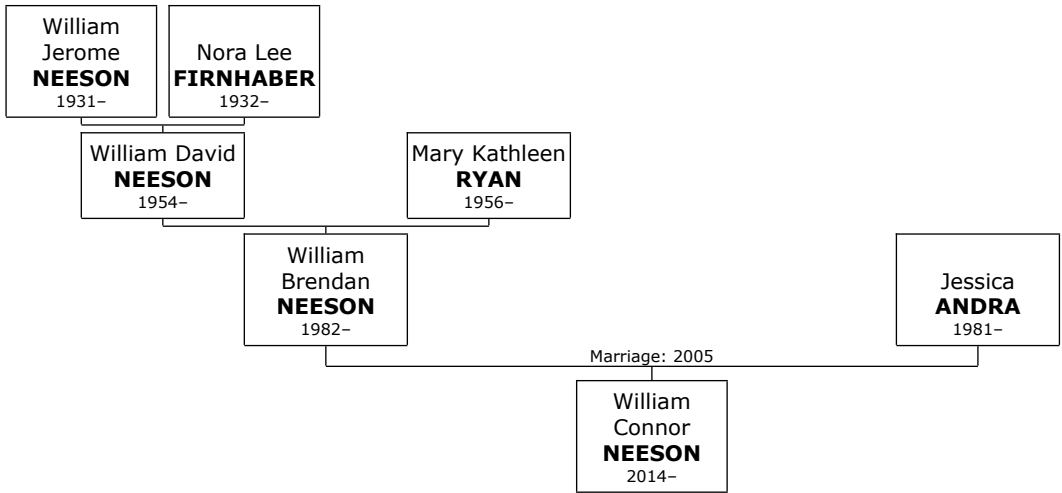 William
Jerome
NEESON
1931–
Nora Lee
FIRNHABER
1932–
William David
NEESON
1954–
Mary Kathleen
RYAN
1956–
William
Brendan
NEESON
1982–
Jessica
ANDRA
1981–
Marriage: 2005
William
Connor
NEESON
2014–